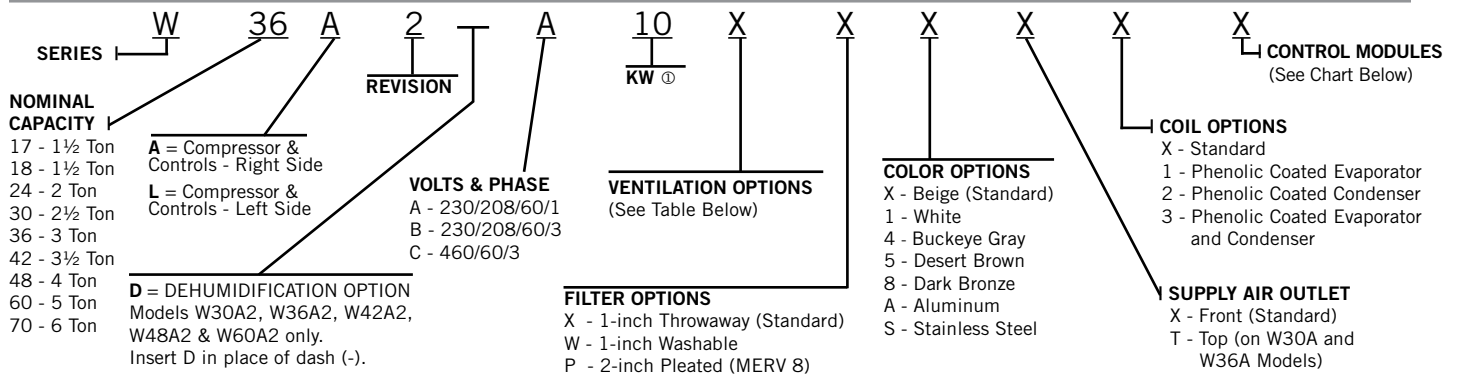 W 36 A 2 — A 10 X X X X X X
SERIES
REVISION
KW ①
CONTROL MODULES
(See Chart Below)
NOMINAL
CAPACITY
17 - 1½ Ton
18 - 1½ Ton
24 - 2 Ton
30 - 2½ Ton
36 - 3 Ton
42 - 3½ Ton
48 - 4 Ton
60 - 5 Ton
70 - 6 Ton
A = Compressor &
Controls - Right Side
L = Compressor &
Controls - Left Side
D = DEHUMIDIFICATION OPTION
Models W30A2, W36A2, W42A2,
W48A2 & W60A2 only.
Insert D in place of dash (-).
VOLTS & PHASE
A - 230/208/60/1
B - 230/208/60/3
C - 460/60/3
VENTILATION OPTIONS
(See Table Below)
FILTER OPTIONS
X - 1-inch Throwaway (Standard)
W - 1-inch Washable
P - 2-inch Pleated (MERV 8)
COLOR OPTIONS
X - Beige (Standard)
1 - White
4 - Buckeye Gray
5 - Desert Brown
8 - Dark Bronze
A - Aluminum
S - Stainless Steel
COIL OPTIONS
X - Standard
1 - Phenolic Coated Evaporator
2 - Phenolic Coated Condenser
3 - Phenolic Coated Evaporator
and Condenser
SUPPLY AIR OUTLET
X - Front (Standard)
T - Top (on W30A and
W36A Models)